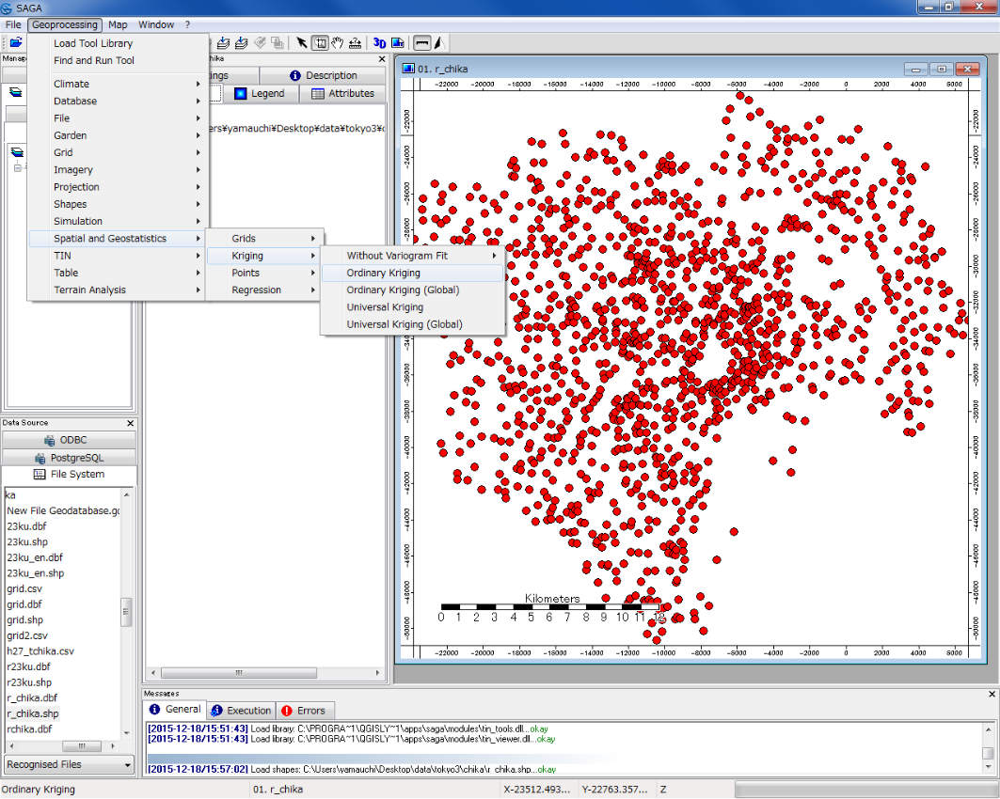 SAGA
File Geoprocessing Map Window ?
3D
Load Tool Library
Find and Run Tool
Climate
Database
File
Garden
Grid
Imagery
Projection
Shapes
Simulation
Spatial and Geostatistics
TIN
Table
Terrain Analysis
Grids
Kriging
Points
Regression
Without Variogram Fit
Ordinary Kriging
Ordinary Kriging (Global)
Universal Kriging
Universal Kriging (Global)
Description
Legend
Attributes
ers¥yamauchi¥Desktop¥data¥tokyo3¥c
01. r_chika
-22000 -20000 -18000 -16000 -14000 -12000 -10000 -8000 -6000 -4000 -2000 0 2000 4000 6000
-22000
-24000
-26000
-28000
-30000
-32000
-34000
-36000
-38000
-40000
-42000
-44000
-46000
-48000
-50000
Kilometers
0 1 2 3 4 5 6 7 8 9 10 11 12
-22000 -20000 -18000 -16000 -14000 -12000 -10000 -8000 -6000 -4000 -2000 0 2000 4000 6000
Data Source
ODBC
PostgreSQL
File System
ka
New File Geodatabase.gc
23ku.dbf
23ku.shp
23ku_en.dbf
23ku_en.shp
grid.csv
grid.dbf
grid.shp
grid2.csv
h27_tchika.csv
r23ku.dbf
r23ku.shp
r_chika.dbf
r_chika.shp
rchika.dbf
Recognised Files
Messages
General Execution Errors
[2015-12-18/15:51:43] Load library: C:\PROGRA~1\QGISLY~1\apps\saga\modules\tin_tools.dll...okay
[2015-12-18/15:51:43] Load library: C:\PROGRA~1\QGISLY~1\apps\saga\modules\tin_viewer.dll...okay
[2015-12-18/15:57:02] Load shapes: C:\Users\yamauchi\Desktop\data\tokyo3\chika\r_chika.shp...okay
Ordinary Kriging 01. r_chika X-23512.493... Y-22763.357... Z